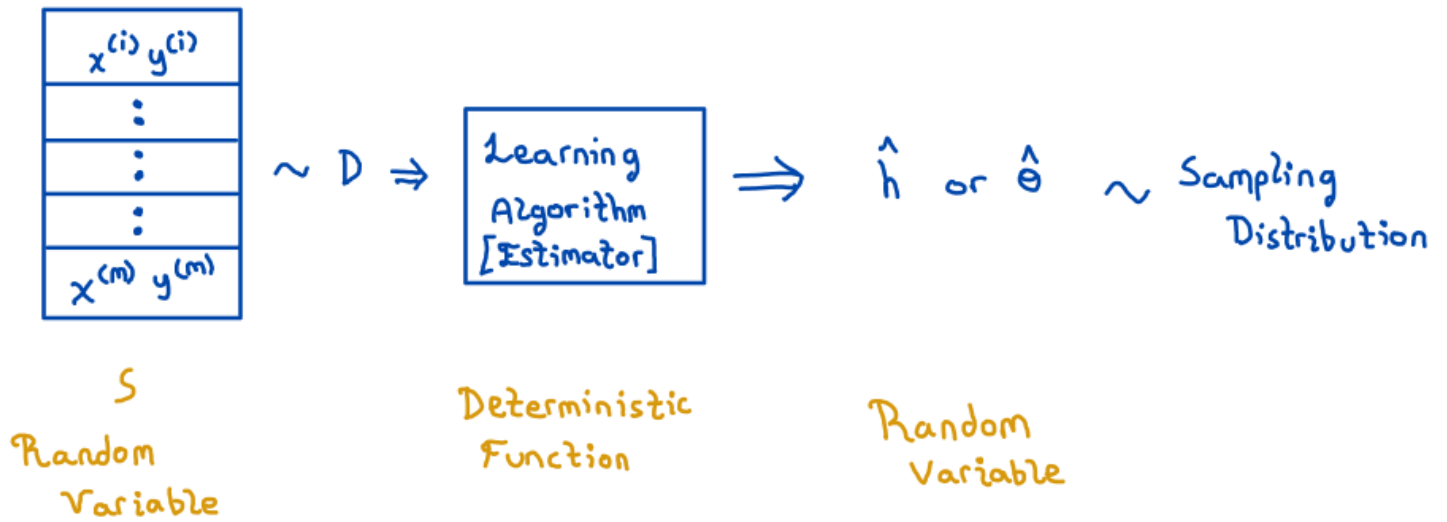 x^(i) y^(i)
⋮
⋮
⋮
x^(m) y^(m)
~ D ⇒
Learning
Algorithm
[Estimator]
⇒
ĥ or θ̂ ~ Sampling
Distribution
S
Random
Variable
Deterministic
Function
Random
Variable